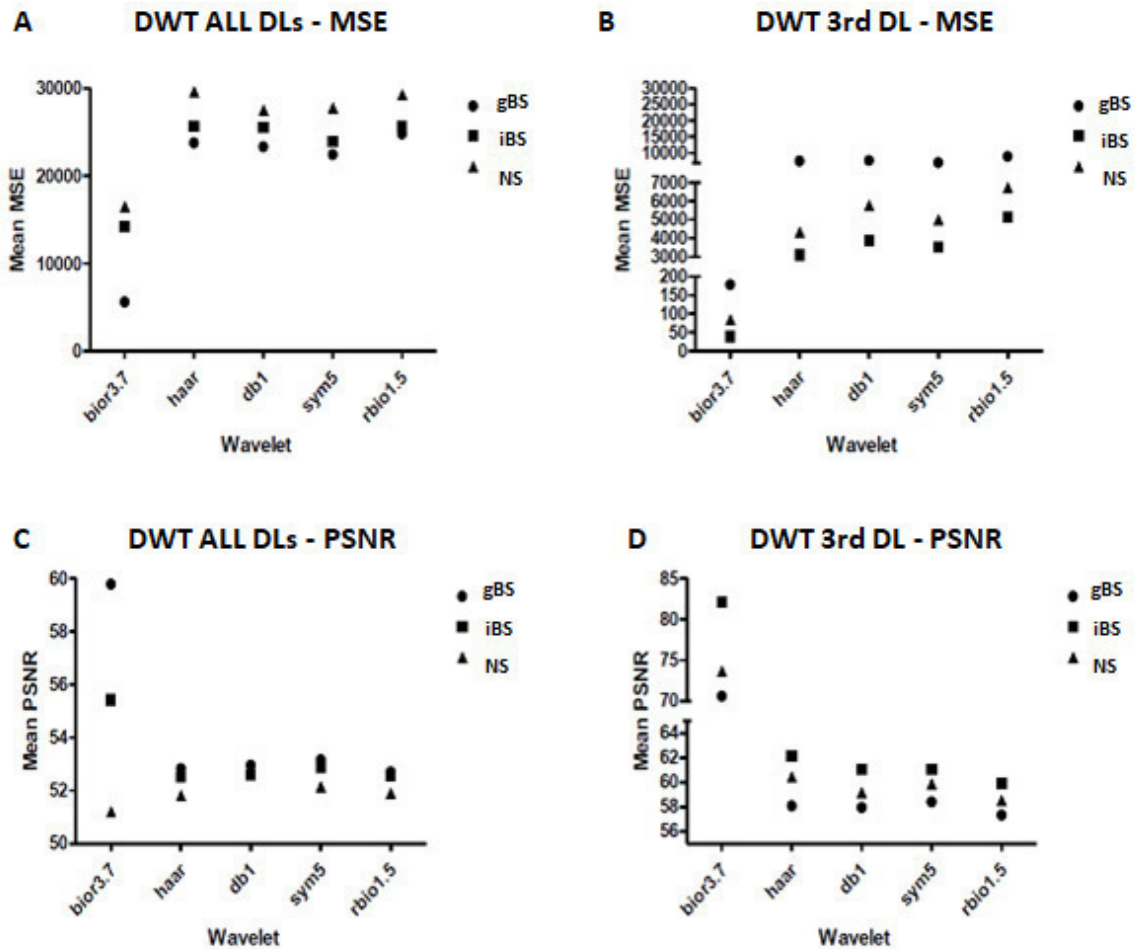 A DWT ALL DLs - MSE
30000
20000
10000
0
Mean MSE
bior3.7
haar
db1
sym5
rbio1.5
Wavelet
gBS
iBS
NS
B DWT 3rd DL - MSE
30000
25000
20000
15000
10000
7000
6000
5000
4000
3000
200
150
100
50
0
Mean MSE
bior3.7
haar
db1
sym5
rbio1.5
Wavelet
gBS
iBS
NS
C DWT ALL DLs - PSNR
60
58
56
54
52
50
Mean PSNR
bior3.7
haar
db1
sym5
rbio1.5
Wavelet
gBS
iBS
NS
D DWT 3rd DL - PSNR
85
80
75
70
64
62
60
58
56
Mean PSNR
bior3.7
haar
db1
sym5
rbio1.5
Wavelet
gBS
iBS
NS